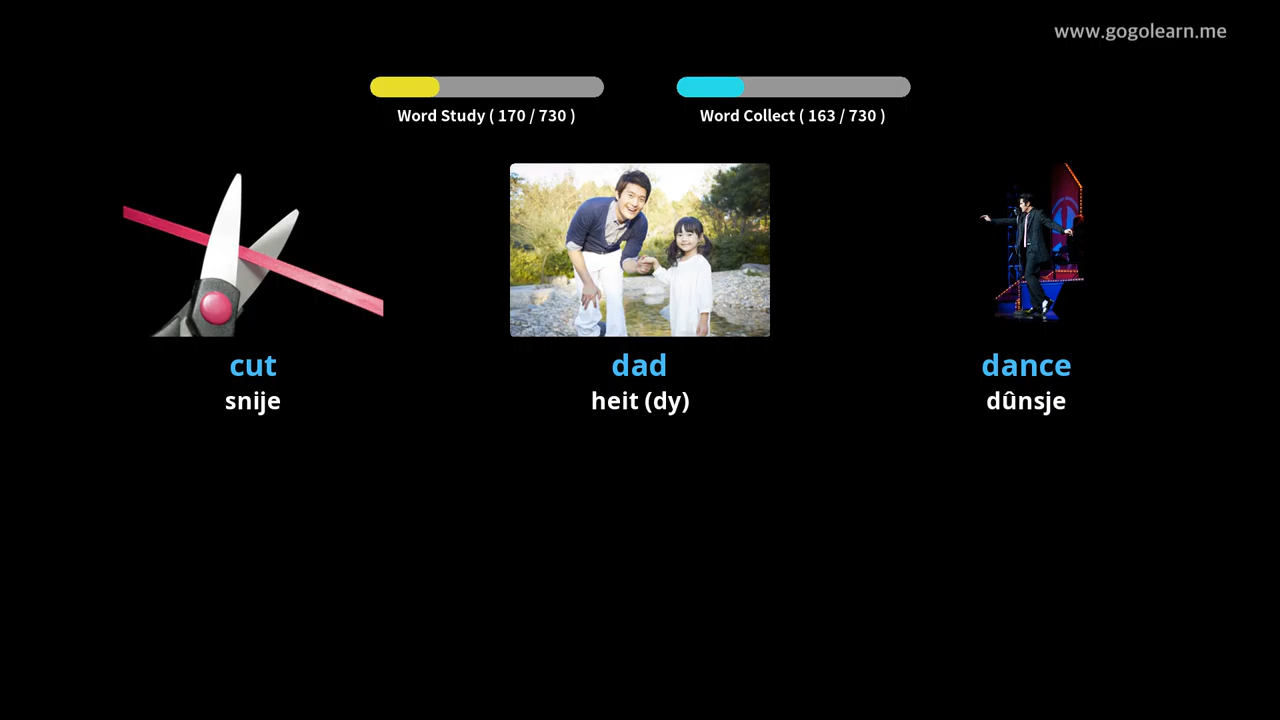 www.gogolearn.me
Word Study ( 170 / 730 )
Word Collect ( 163 / 730 )
cut
dad
dance
snije
heit (dy)
dûnsje